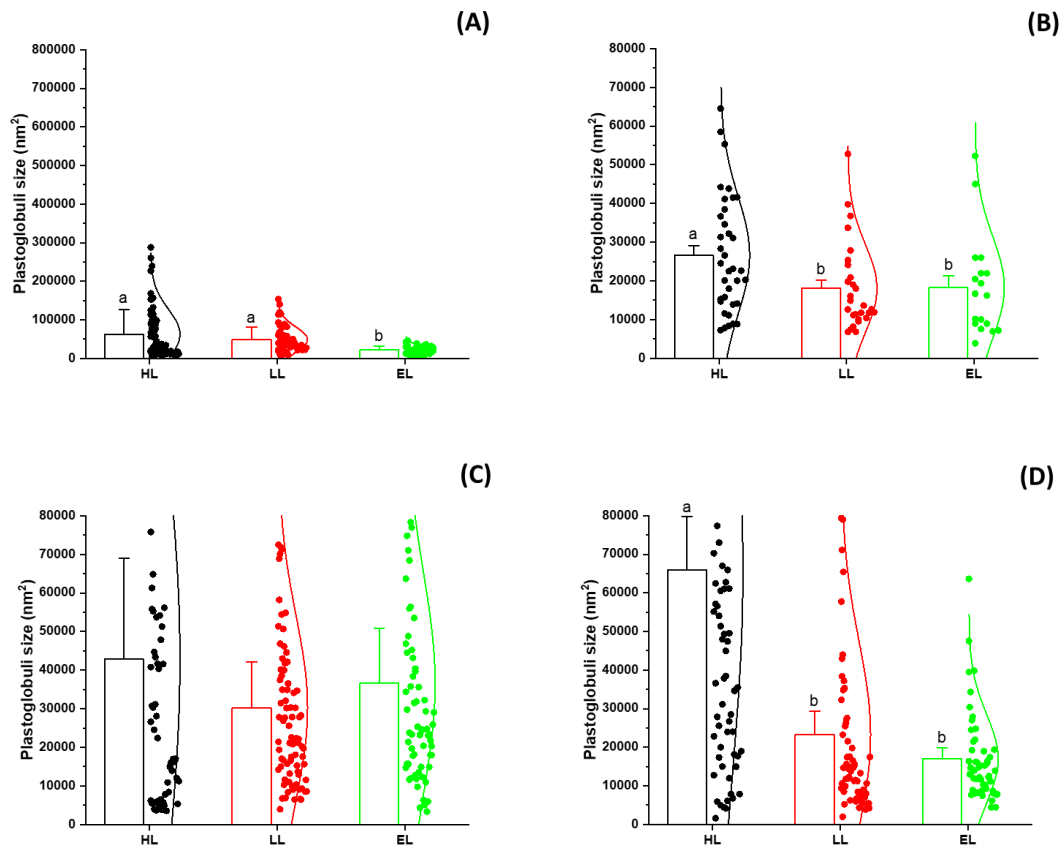 (A)
Plastoglobuli size (nm²)
800000
700000
600000
500000
400000
300000
200000
100000
0
a
a
b
HL
LL
EL
(B)
Plastoglobuli size (nm²)
80000
70000
60000
50000
40000
30000
20000
10000
0
a
b
b
HL
LL
EL
(C)
Plastoglobuli size (nm²)
80000
70000
60000
50000
40000
30000
20000
10000
0
HL
LL
EL
(D)
Plastoglobuli size (nm²)
80000
70000
60000
50000
40000
30000
20000
10000
0
a
b
b
HL
LL
EL